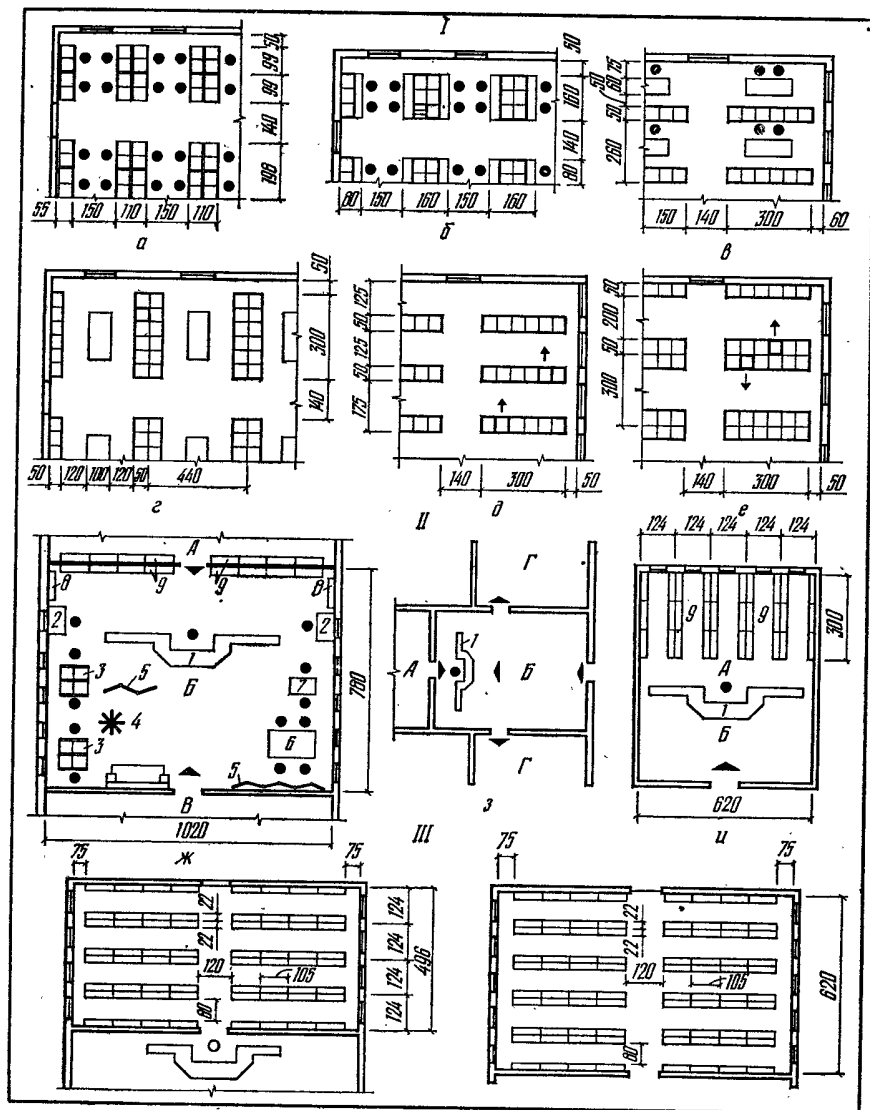 I
50 99 99 140 198
55 150 110 150 110
а
50 160 140 80
80 150 160 150 160
б
75 60 50 50 260
150 140 300 60
в
50 300 140
50 120 100 120 50 440
г
125 50 125 50 175
140 300 50
д
50 200 50 300
140 300 50
е
II
А
8 9 9 8
2 2
1
3 5 Б 7
4
3 6
5
В
780
1020
ж
Г
1
А Б
Г
з
124 124 124 124 124
9 9
300
А
1
Б
620
и
III
75 75
22
22
120 105
80
124 124 124 124
496
75 75
22
22
120 105
80
620